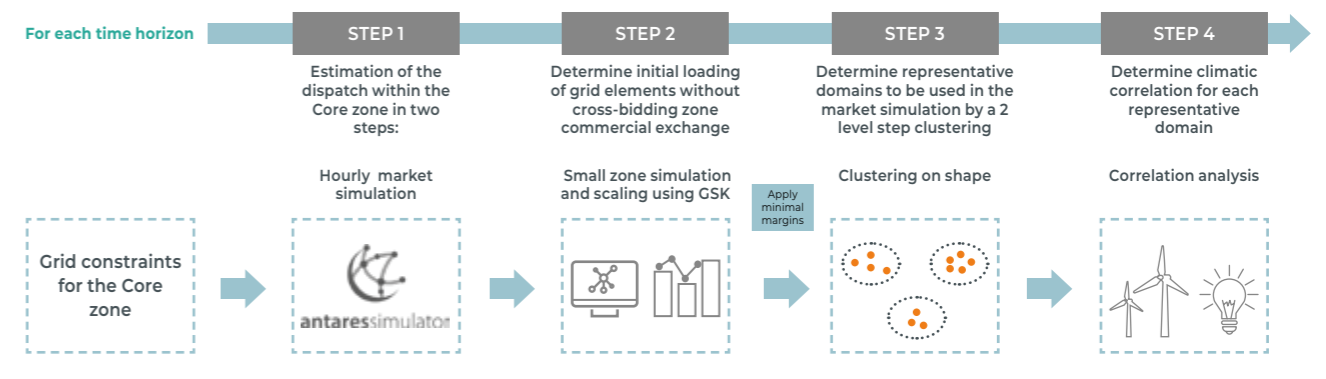 For each time horizon
STEP 1
STEP 2
STEP 3
STEP 4
Estimation of the
dispatch within the
Core zone in two
steps:
Determine initial loading
of grid elements without
cross-bidding zone
commercial exchange
Determine representative
domains to be used in the
market simulation by a 2
level step clustering
Determine climatic
correlation for each
representative
domain
Hourly market
simulation
Small zone simulation
and scaling using GSK
Apply
minimal
margins
Clustering on shape
Correlation analysis
Grid constraints
for the Core
zone
antaressimulator